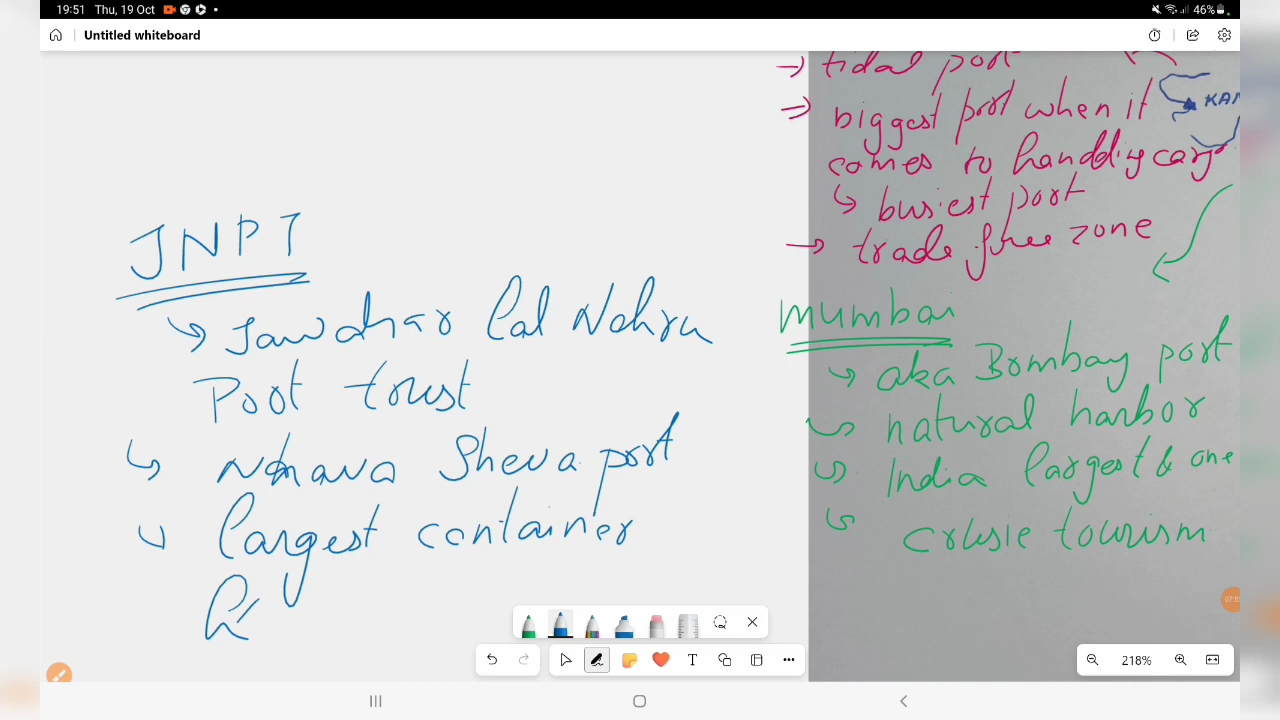 19:51 Thu, 19 Oct
46%
Untitled whiteboard
→ tidal port
→ biggest port when it
comes to handling cargo
↳ busiest port
→ trade free zone
KAN
JNPT
↳ Jawahar lal Nehru
Port trust
↳ Nhava Sheva port
↳ largest container
Mumbai
↳ aka Bombay port
↳ natural harbor
↳ India largest & one
↳ cruise tourism
218%